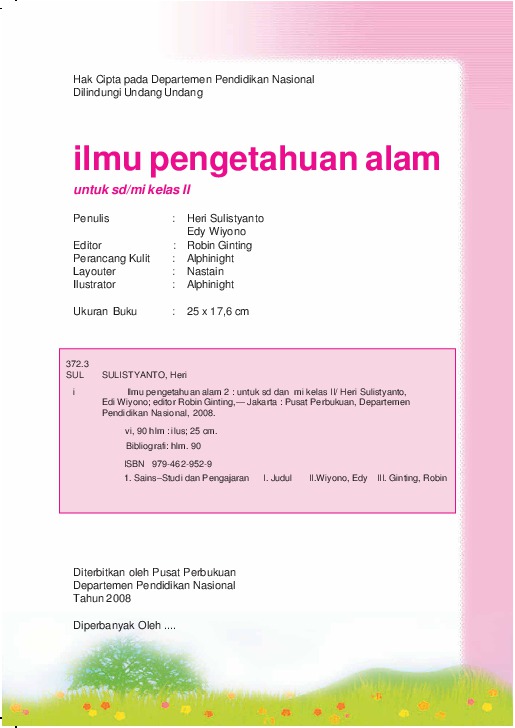 Hak Cipta pada Departemen Pendidikan Nasional
Dilindungi Undang Undang
ilmu pengetahuan alam
untuk sd/mi kelas II
Penulis : Heri Sulistyanto
Edy Wiyono
Editor : Robin Ginting
Perancang Kulit : Alphinight
Layouter : Nastain
Ilustrator : Alphinight
Ukuran Buku : 25 x 17,6 cm
372.3
SUL SULISTYANTO, Heri
i Ilmu pengetahuan alam 2 : untuk sd dan mi kelas II/ Heri Sulistyanto,
Edi Wiyono; editor Robin Ginting,— Jakarta : Pusat Perbukuan, Departemen
Pendidikan Nasional, 2008.
vi, 90 hlm : ilus; 25 cm.
Bibliografi: hlm. 90
ISBN 979-462-952-9
1. Sains–Studi dan Pengajaran I. Judul II.Wiyono, Edy III. Ginting, Robin
Diterbitkan oleh Pusat Perbukuan
Departemen Pendidikan Nasional
Tahun 2008
Diperbanyak Oleh ....